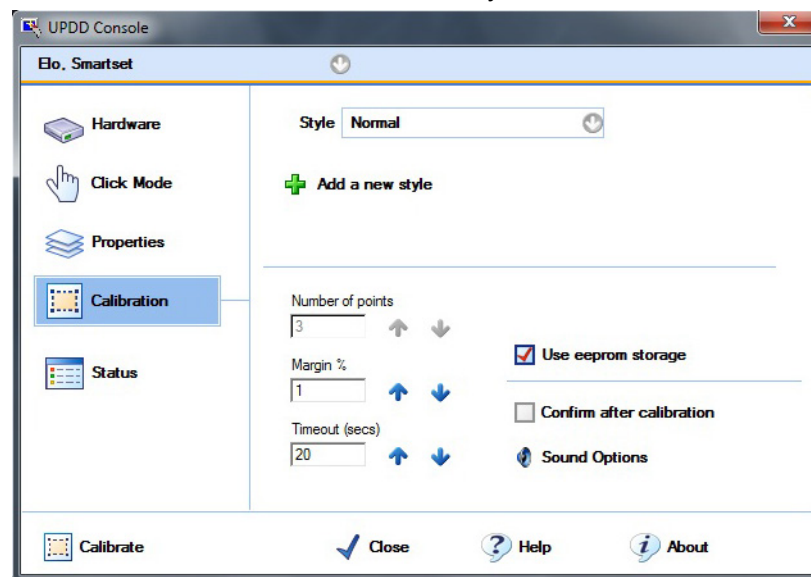 UPDD Console
Elo, Smartset
Hardware
Click Mode
Properties
Calibration
Status
Style Normal
Add a new style
Number of points
3
Margin %
1
Timeout (secs)
20
Use eeprom storage
Confirm after calibration
Sound Options
Calibrate
Close
Help
About